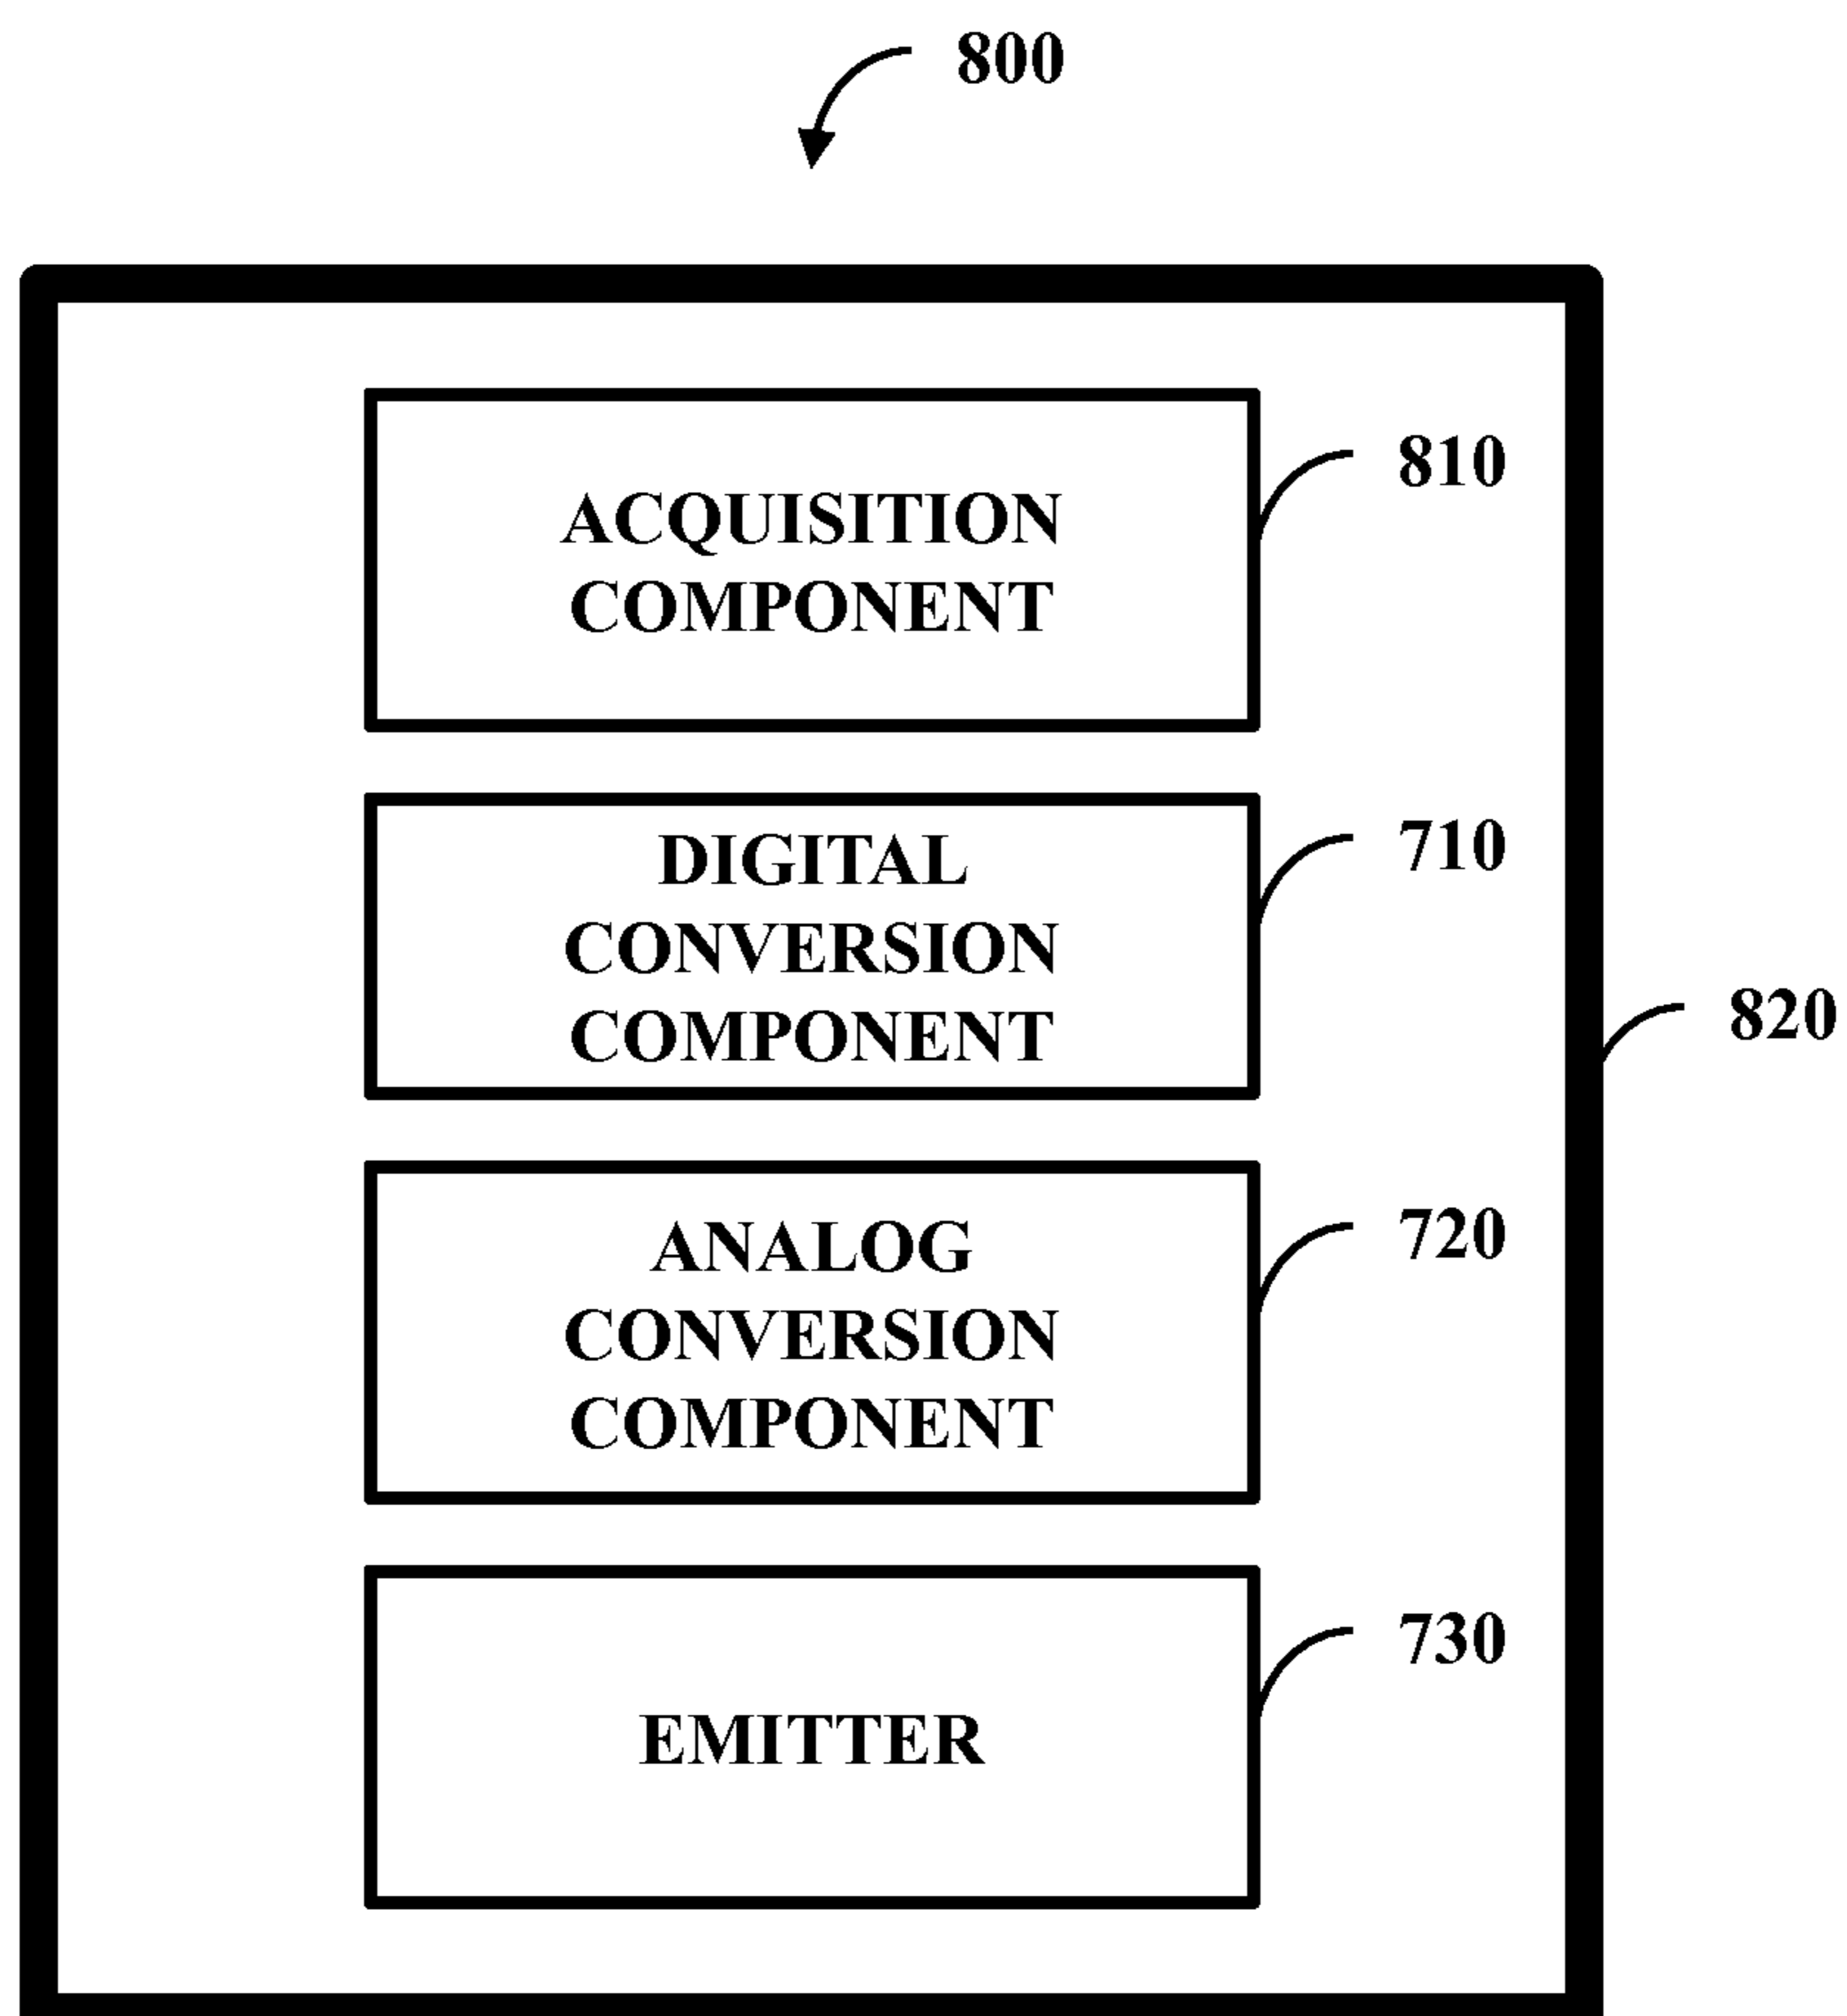 800
ACQUISITION
COMPONENT
810
DIGITAL
CONVERSION
COMPONENT
710
820
ANALOG
CONVERSION
COMPONENT
720
EMITTER
730